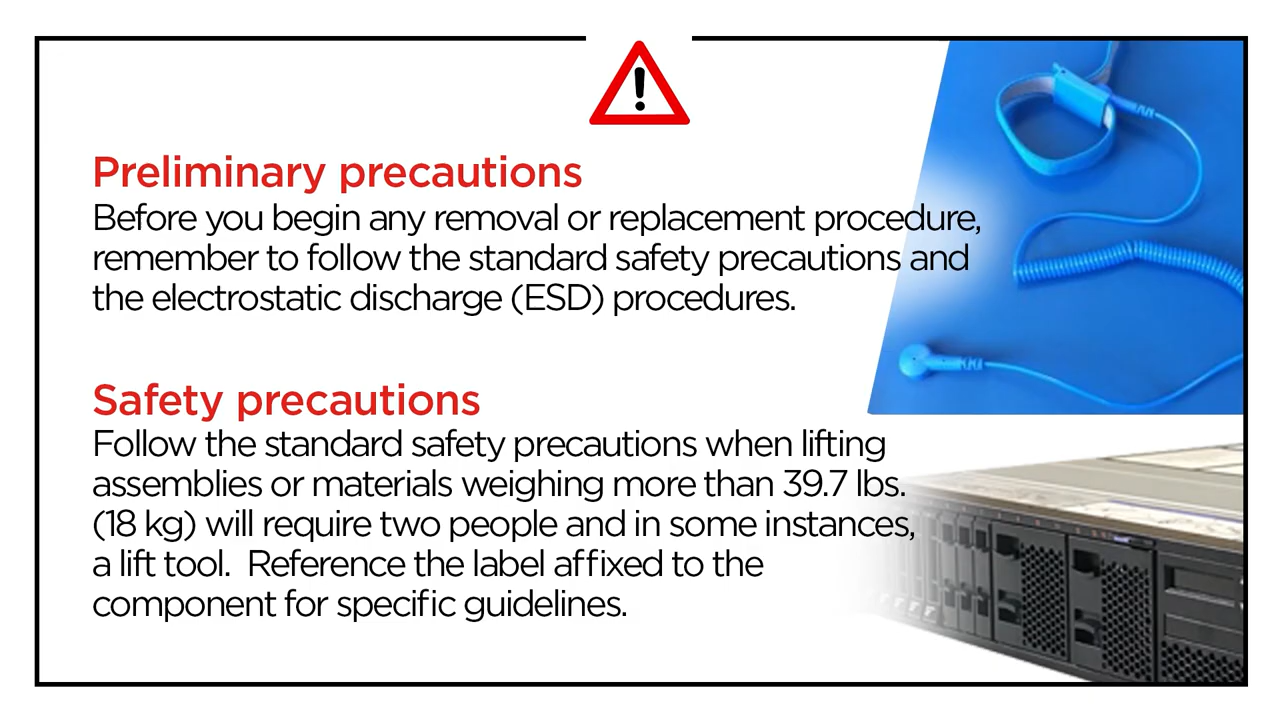 Preliminary precautions
Before you begin any removal or replacement procedure,
remember to follow the standard safety precautions and
the electrostatic discharge (ESD) procedures.
Safety precautions
Follow the standard safety precautions when lifting
assemblies or materials weighing more than 39.7 lbs.
(18 kg) will require two people and in some instances,
a lift tool.  Reference the label affixed to the
component for specific guidelines.